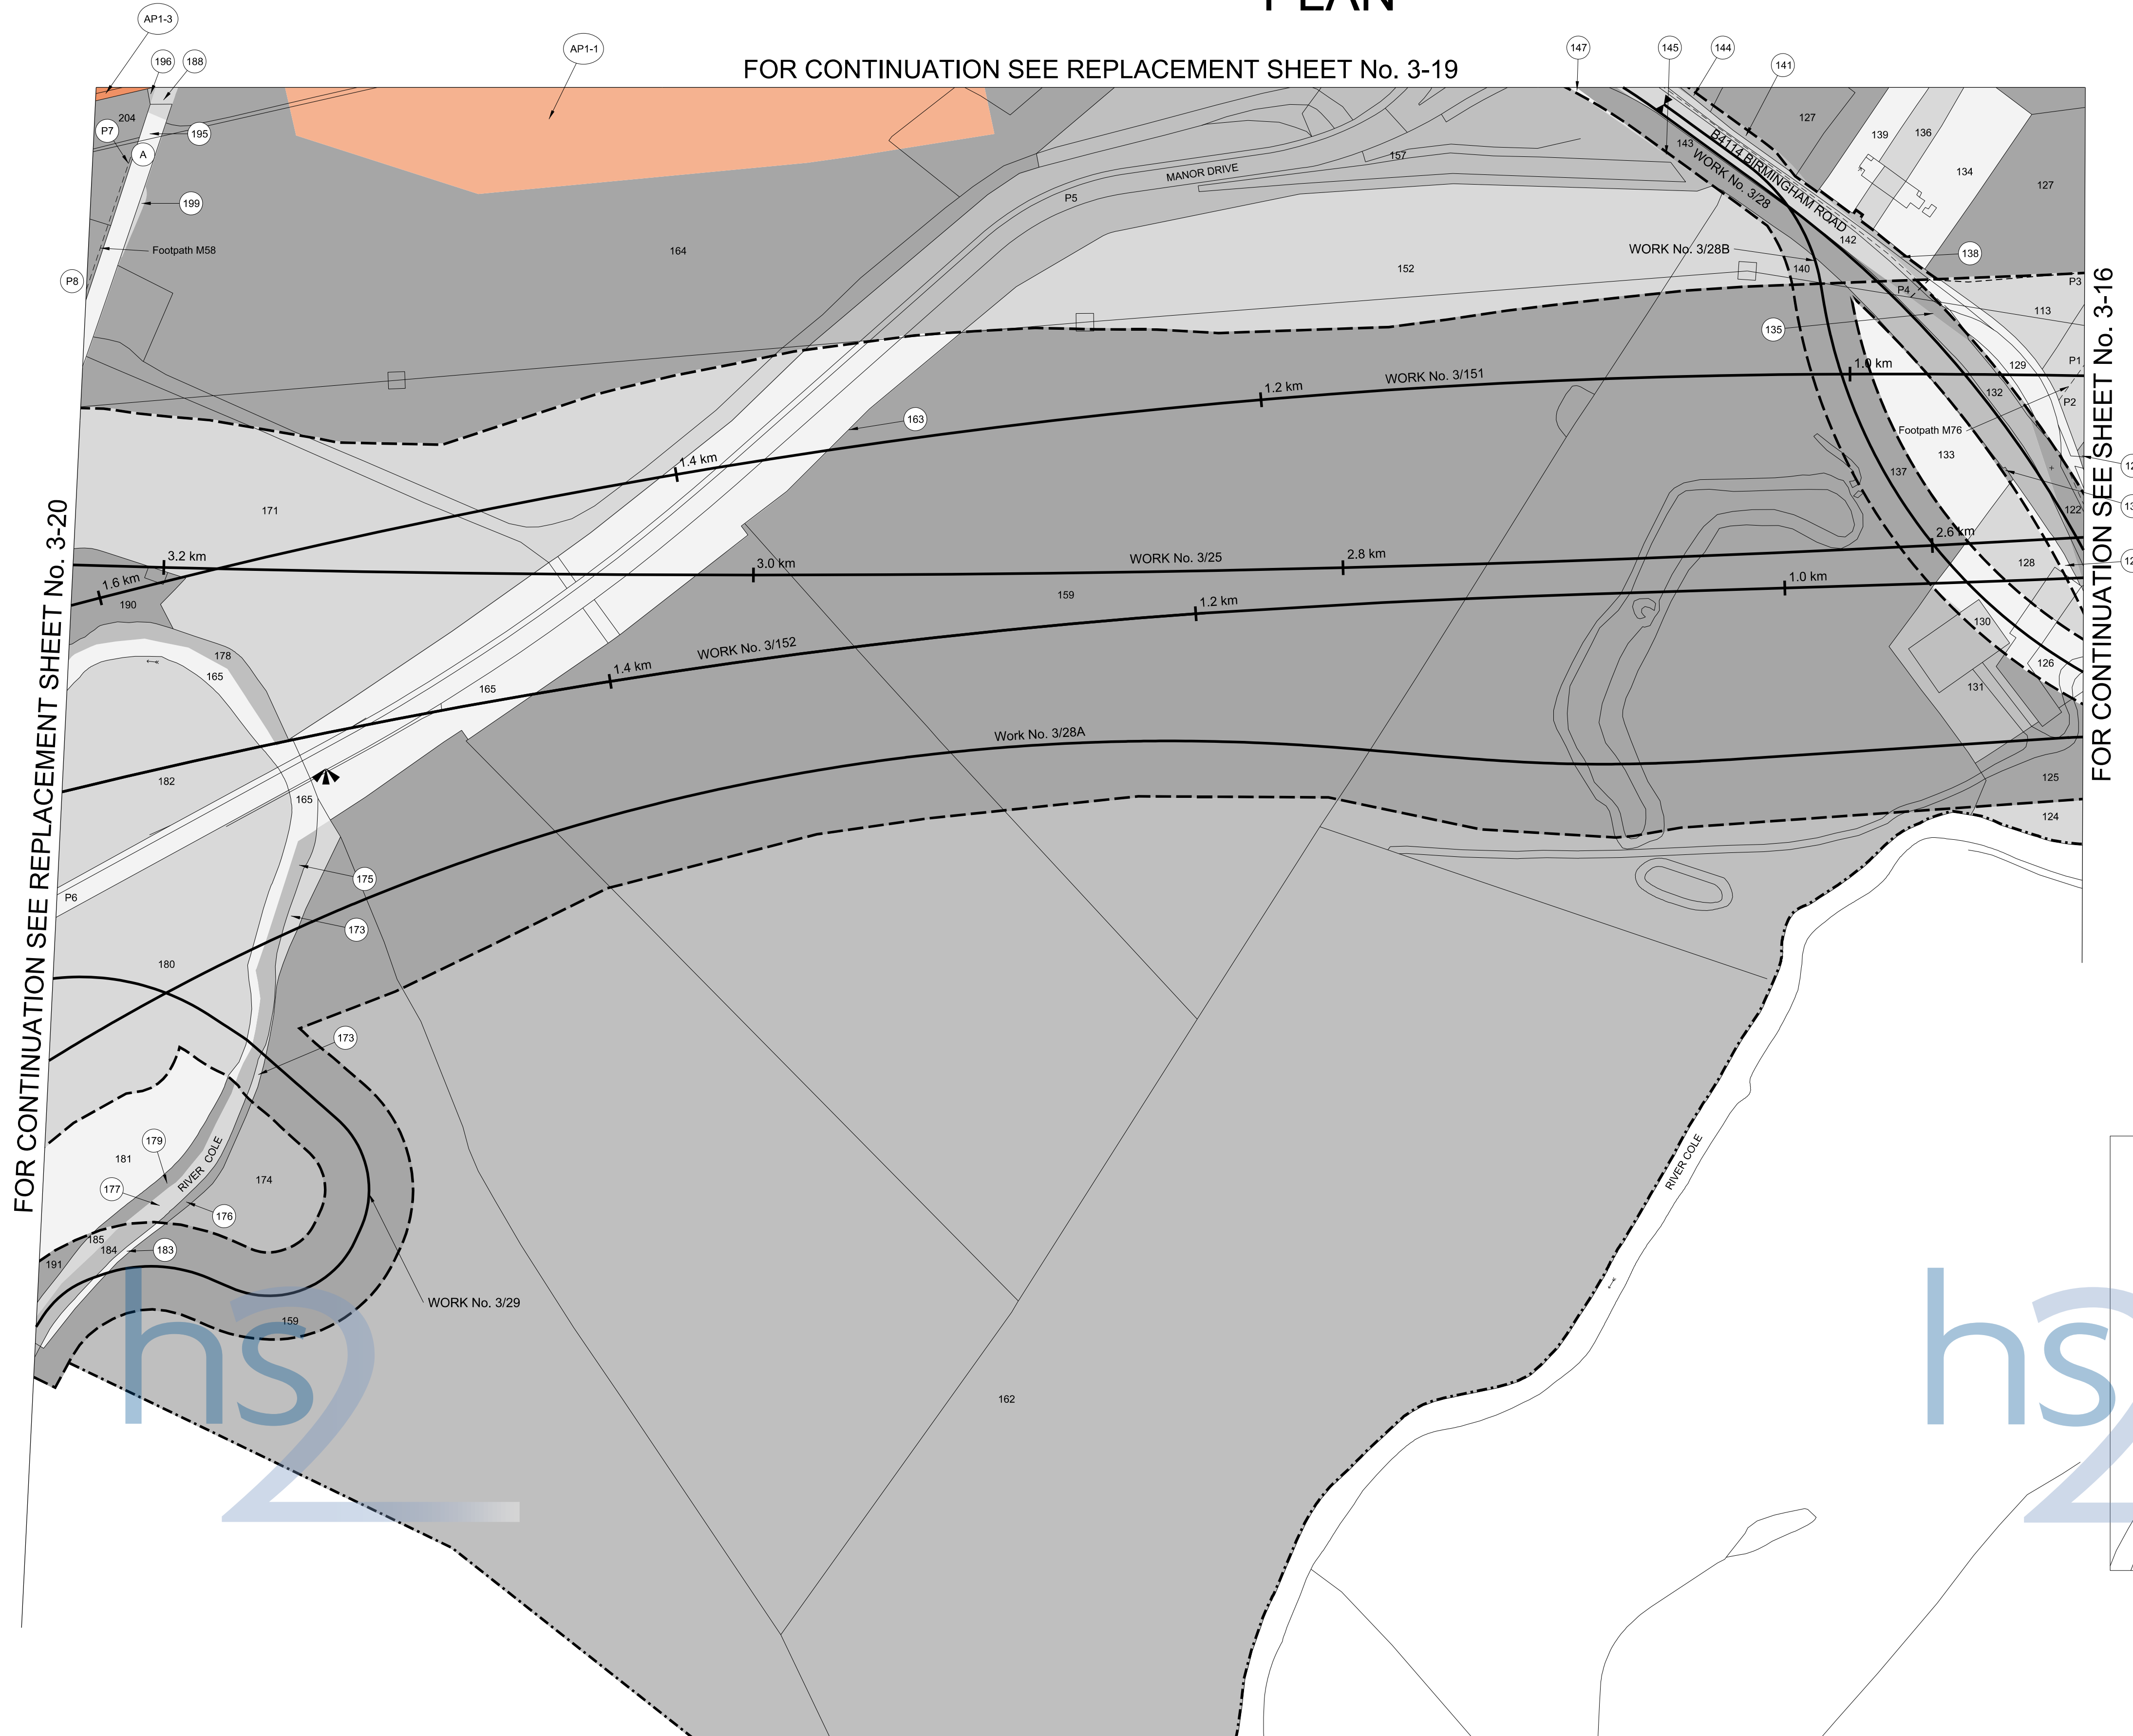 PLAN
AP1-3
AP1-1
196
188
147
145
144
141
FOR CONTINUATION SEE REPLACEMENT SHEET No. 3-19
204
P7
195
A
199
Footpath M58
P8
164
MANOR DRIVE
P5
157
143
B4114 BIRMINGHAM ROAD
WORK No. 3/28
127
139
136
134
127
142
138
WORK No. 3/28B
140
152
P4
P3
135
113
129
P1
132
P2
Footpath M76
133
137
122
128
130
126
131
125
124
1.0 km
WORK No. 3/151
1.2 km
163
1.4 km
171
3.2 km
3.0 km
WORK No. 3/25
2.8 km
2.6 km
1.6 km
190
159
1.2 km
1.0 km
WORK No. 3/152
1.4 km
178
165
165
Work No. 3/28A
182
165
175
P6
173
180
173
179
181
RIVER COLE
177
174
176
185
184
183
191
WORK No. 3/29
159
162
RIVER COLE
FOR CONTINUATION SEE REPLACEMENT SHEET No. 3-20
FOR CONTINUATION SEE SHEET No. 3-16
hs2
hs2